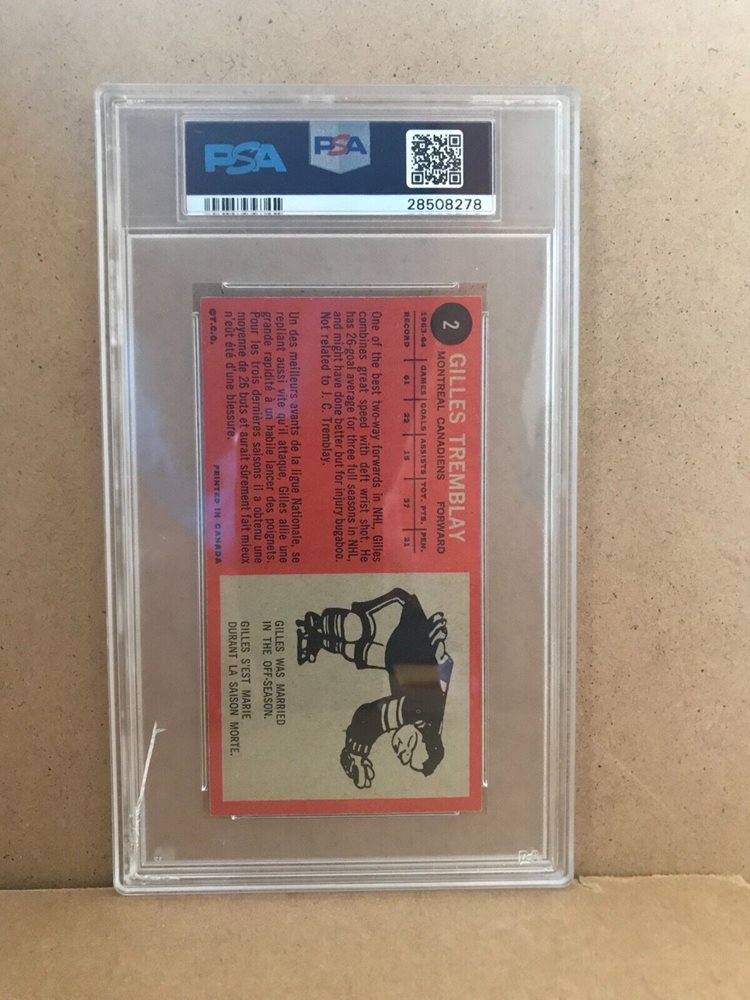 PSA
PSA
28508278
2
GILLES TREMBLAY
MONTREAL CANADIENS FORWARD
1963-64 GAMES GOALS ASSISTS TOT. PTS. PEN.
RECORD 61 22 15 37 21
One of the best two-way forwards in NHL, Gilles
combines great speed with deft wrist shot. He
has 26-goal average for three full seasons in NHL,
and might have done better but for injury bugaboo.
Not related to J. C. Tremblay.
Un des meilleurs avants de la ligue Nationale, se
repliant aussi vite qu'il attaque, Gilles allie une
grande rapidité à un habile lancer des poignets.
Pour les trois dernières saisons il a obtenu une
moyenne de 26 buts et aurait sûrement fait mieux
n'eût été d'une blessure.
©T.C.G. PRINTED IN CANADA
GILLES WAS MARRIED
IN THE OFF-SEASON.
GILLES S'EST MARIE
DURANT LA SAISON MORTE.